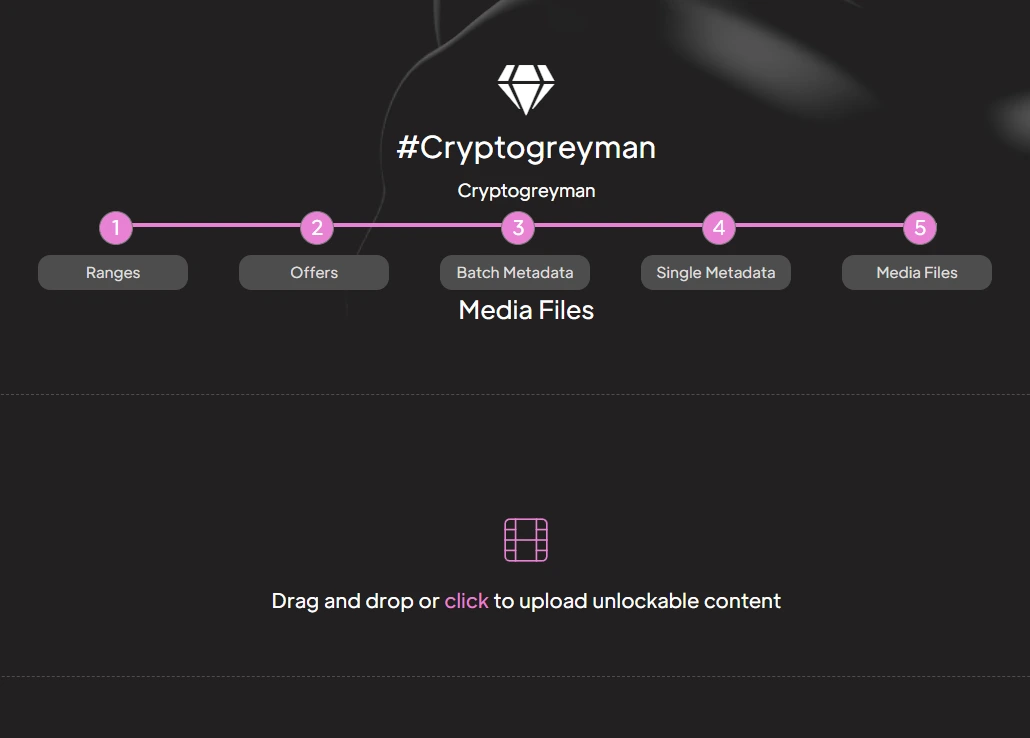 #Cryptogreyman
Cryptogreyman
1 2 3 4 5
Ranges Offers Batch Metadata Single Metadata Media Files
Media Files
Drag and drop or click to upload unlockable content